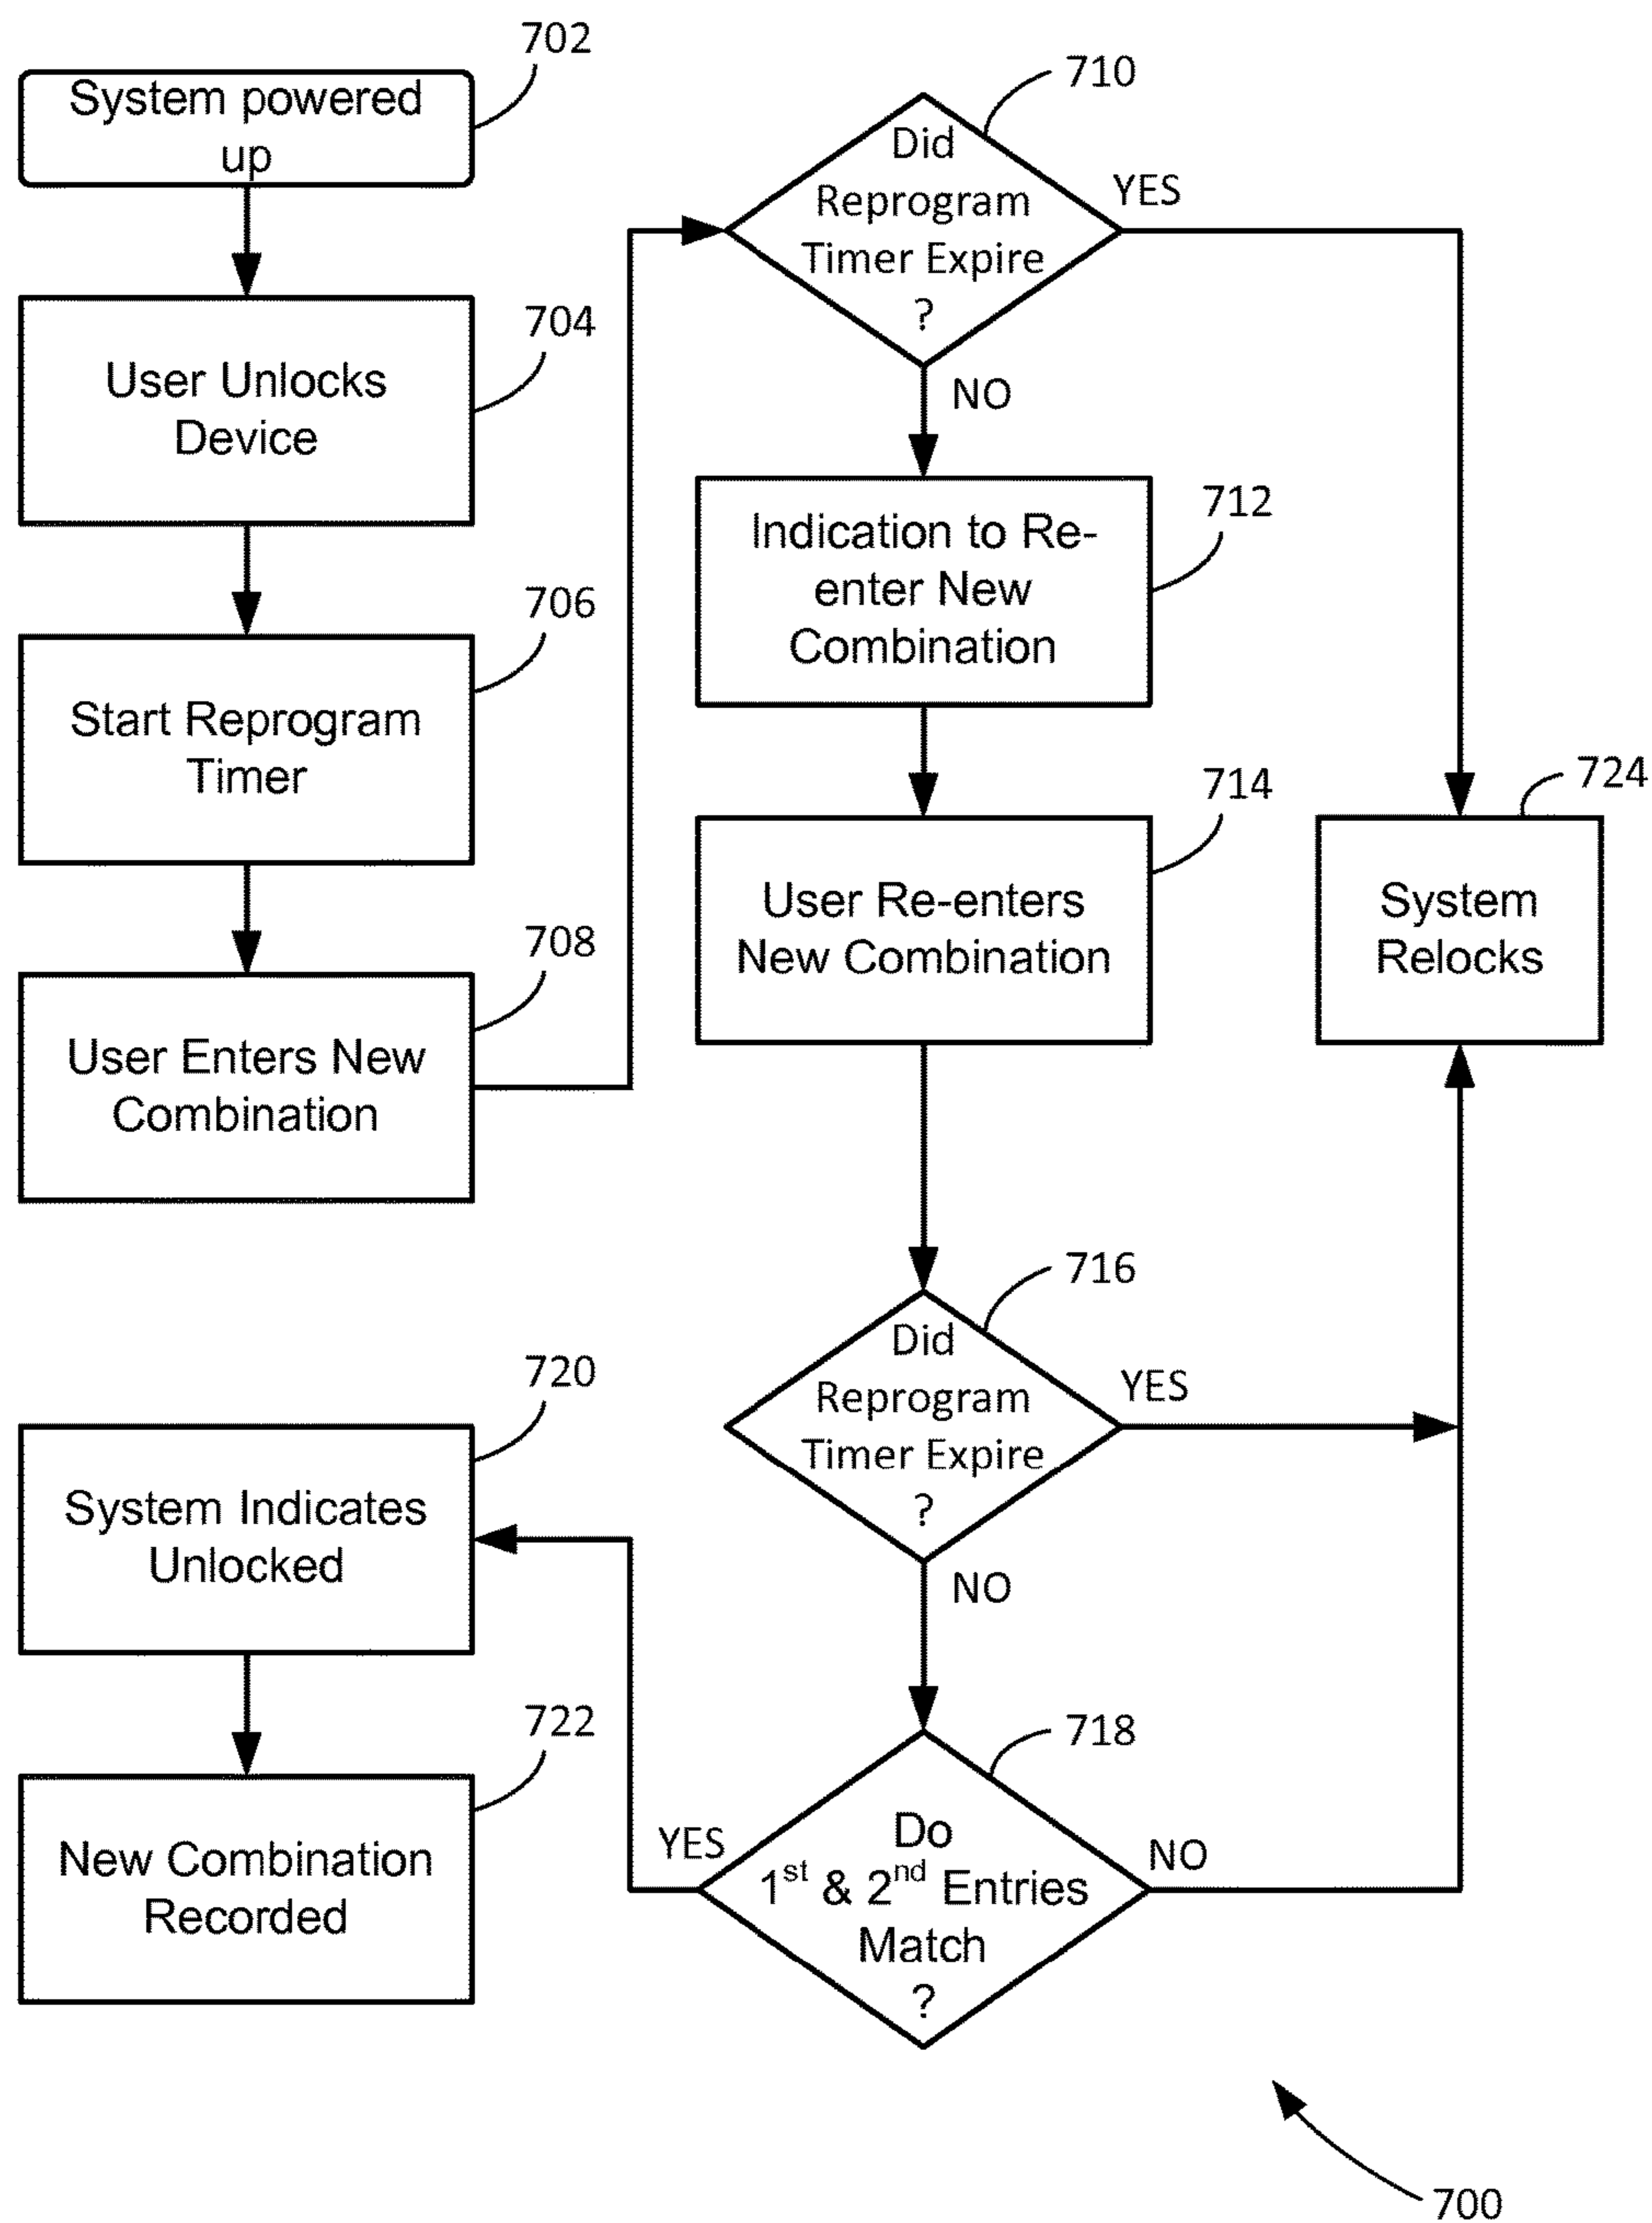 702
System powered
up
704
User Unlocks
Device
706
Start Reprogram
Timer
708
User Enters New
Combination
710
Did
Reprogram
Timer Expire
?
YES
NO
712
Indication to Re-
enter New
Combination
714
User Re-enters
New Combination
724
System
Relocks
716
Did
Reprogram
Timer Expire
?
YES
NO
718
Do
1st & 2nd Entries
Match
?
YES
NO
720
System Indicates
Unlocked
722
New Combination
Recorded
700